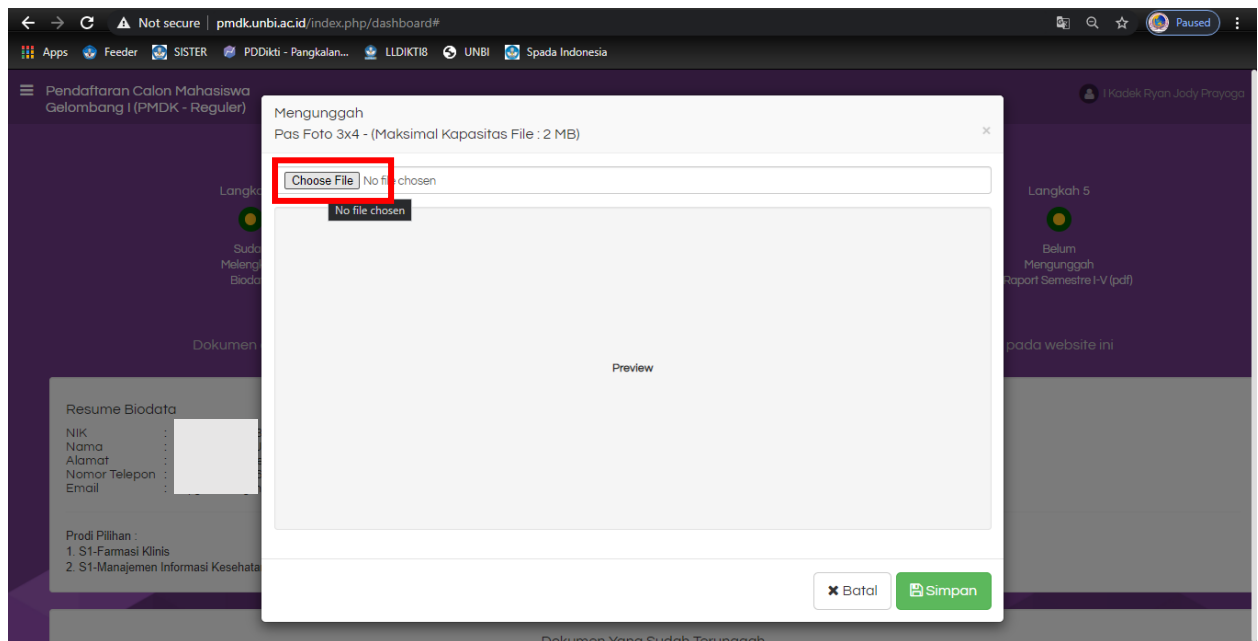 Not secure | pmdk.unbi.ac.id/index.php/dashboard#
Paused
Apps Feeder SISTER PDDikti - Pangkalan... LLDIKTI8 UNBI Spada Indonesia
Pendaftaran Calon Mahasiswa
Gelombang I (PMDK - Reguler)
I Kadek Ryan Jody Prayoga
Mengunggah
Pas Foto 3x4 - (Maksimal Kapasitas File : 2 MB)
×
Choose File No file chosen
No file chosen
Langkah 5
Belum
Mengunggah
Raport Semestre I-V (pdf)
Dokumen
pada website ini
Preview
Resume Biodata
NIK :
Nama :
Alamat :
Nomor Telepon :
Email :
Prodi Pilihan :
1. S1-Farmasi Klinis
2. S1-Manajemen Informasi Kesehata
Batal
Simpan
Dokumen Yang Sudah Terunggah